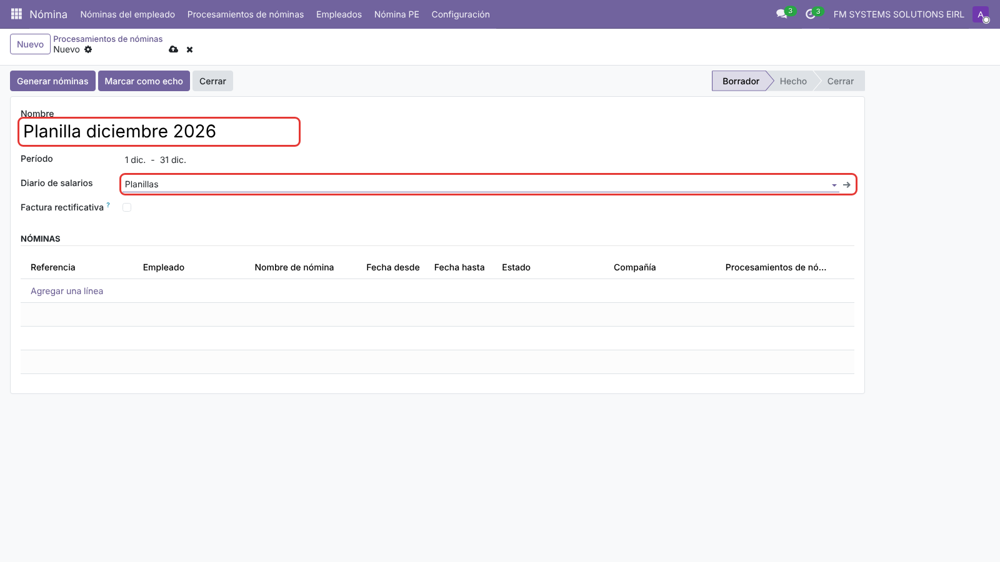 Nómina Nóminas del empleado Procesamientos de nóminas Empleados Nómina PE Configuración 3 3 FM SYSTEMS SOLUTIONS EIRL A
Nuevo Procesamientos de nóminas
Nuevo
Generar nóminas Marcar como echo Cerrar Borrador Hecho Cerrar
Nombre
Planilla diciembre 2026
Período 1 dic. - 31 dic.
Diario de salarios Planillas
Factura rectificativa ?
NÓMINAS
Referencia Empleado Nombre de nómina Fecha desde Fecha hasta Estado Compañía Procesamientos de nó...
Agregar una línea